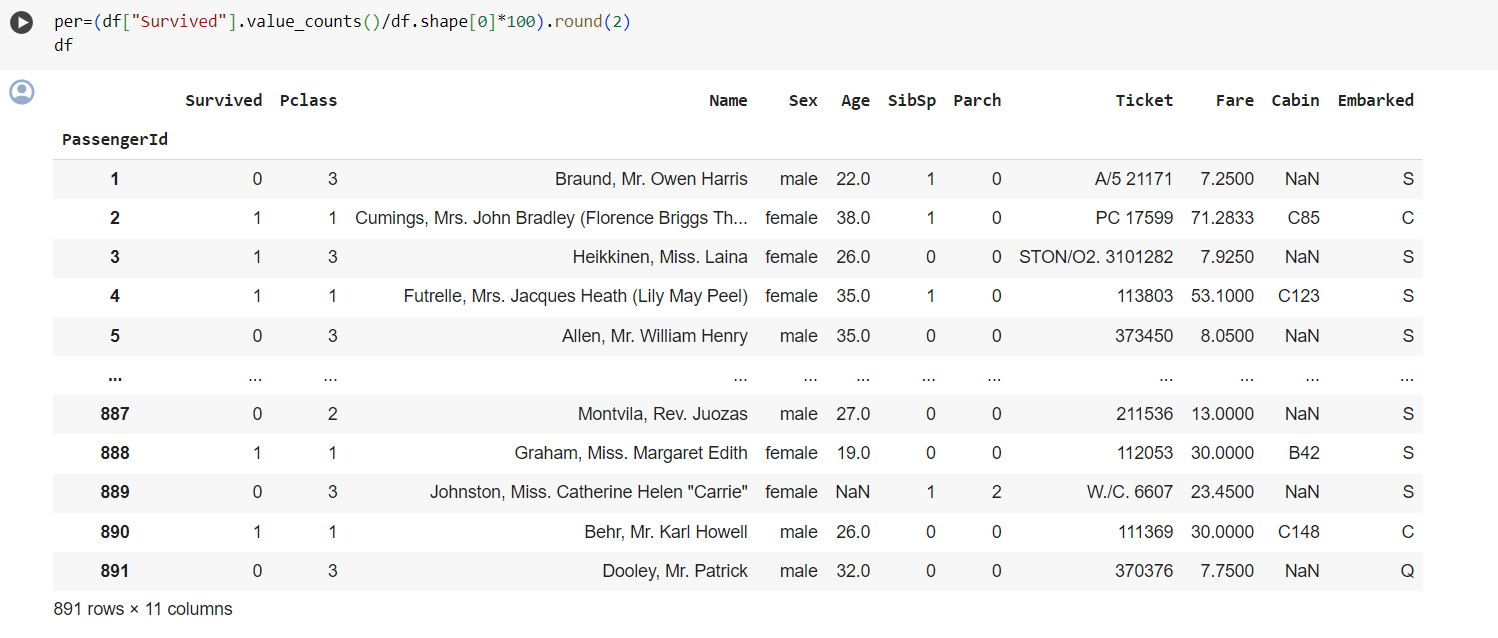 per=(df["Survived"].value_counts()/df.shape[0]*100).round(2)
df
Survived Pclass Name Sex Age SibSp Parch Ticket Fare Cabin Embarked
PassengerId
1 0 3 Braund, Mr. Owen Harris male 22.0 1 0 A/5 21171 7.2500 NaN S
2 1 1 Cumings, Mrs. John Bradley (Florence Briggs Th... female 38.0 1 0 PC 17599 71.2833 C85 C
3 1 3 Heikkinen, Miss. Laina female 26.0 0 0 STON/O2. 3101282 7.9250 NaN S
4 1 1 Futrelle, Mrs. Jacques Heath (Lily May Peel) female 35.0 1 0 113803 53.1000 C123 S
5 0 3 Allen, Mr. William Henry male 35.0 0 0 373450 8.0500 NaN S
... ... ... ... ... ... ... ... ... ... ... ...
887 0 2 Montvila, Rev. Juozas male 27.0 0 0 211536 13.0000 NaN S
888 1 1 Graham, Miss. Margaret Edith female 19.0 0 0 112053 30.0000 B42 S
889 0 3 Johnston, Miss. Catherine Helen "Carrie" female NaN 1 2 W./C. 6607 23.4500 NaN S
890 1 1 Behr, Mr. Karl Howell male 26.0 0 0 111369 30.0000 C148 C
891 0 3 Dooley, Mr. Patrick male 32.0 0 0 370376 7.7500 NaN Q
891 rows × 11 columns